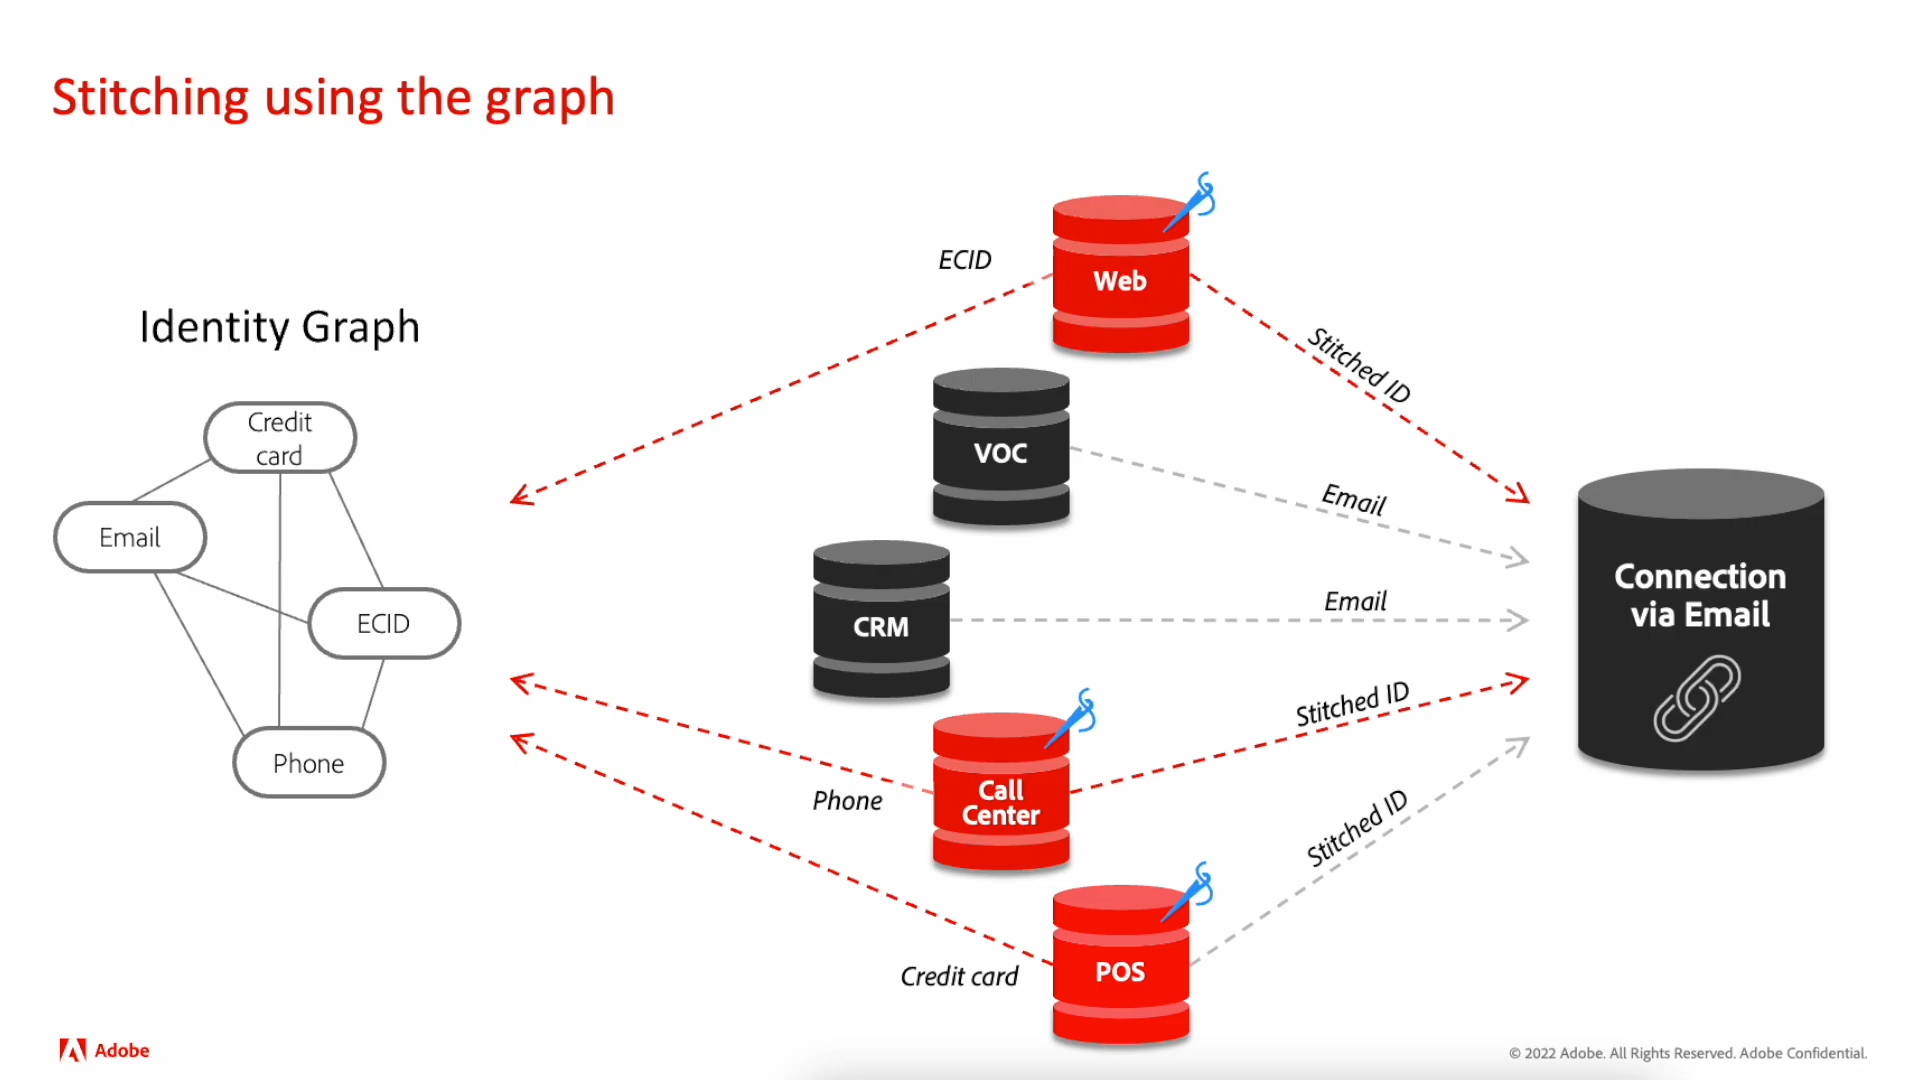 Stitching using the graph
Identity Graph
Credit
card
Email
ECID
Phone
ECID
Web
Stitched ID
VOC
Email
CRM
Email
Phone
Call
Center
Stitched ID
Credit card
POS
Stitched ID
Connection
via Email
Adobe
© 2022 Adobe. All Rights Reserved. Adobe Confidential.